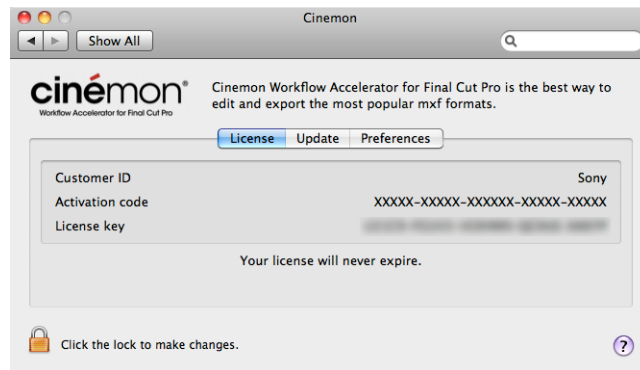 Cinemon
Show All
cinémon®
Workflow Accelerator for Final Cut Pro
Cinemon Workflow Accelerator for Final Cut Pro is the best way to
edit and export the most popular mxf formats.
License Update Preferences
Customer ID Sony
Activation code XXXXX-XXXXX-XXXXXX-XXXXX-XXXXX
License key
Your license will never expire.
Click the lock to make changes.
?